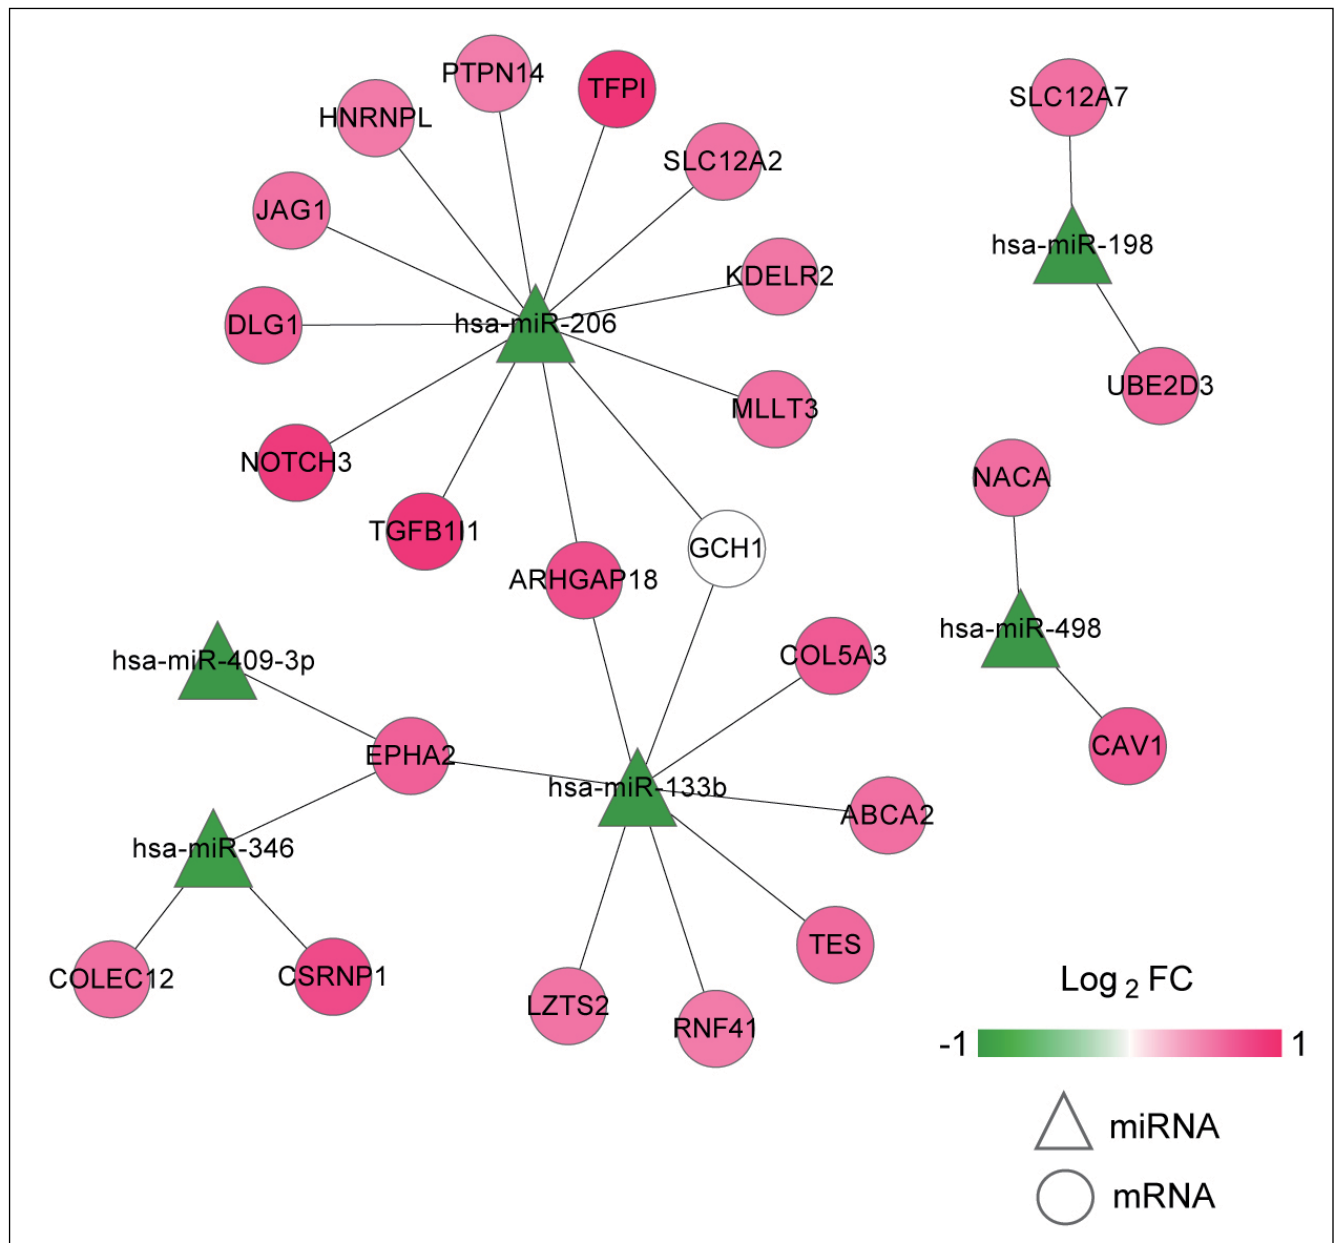 PTPN14
TFPI
SLC12A7
HNRNPL
SLC12A2
JAG1
hsa-miR-198
KDELR2
DLG1
hsa-miR-206
UBE2D3
MLLT3
NOTCH3
NACA
TGFB1I1
GCH1
ARHGAP18
hsa-miR-498
COL5A3
hsa-miR-409-3p
CAV1
EPHA2
hsa-miR-133b
ABCA2
hsa-miR-346
TES
COLEC12
CSRNP1
Log 2 FC
LZTS2
RNF41
-1 1
miRNA
mRNA